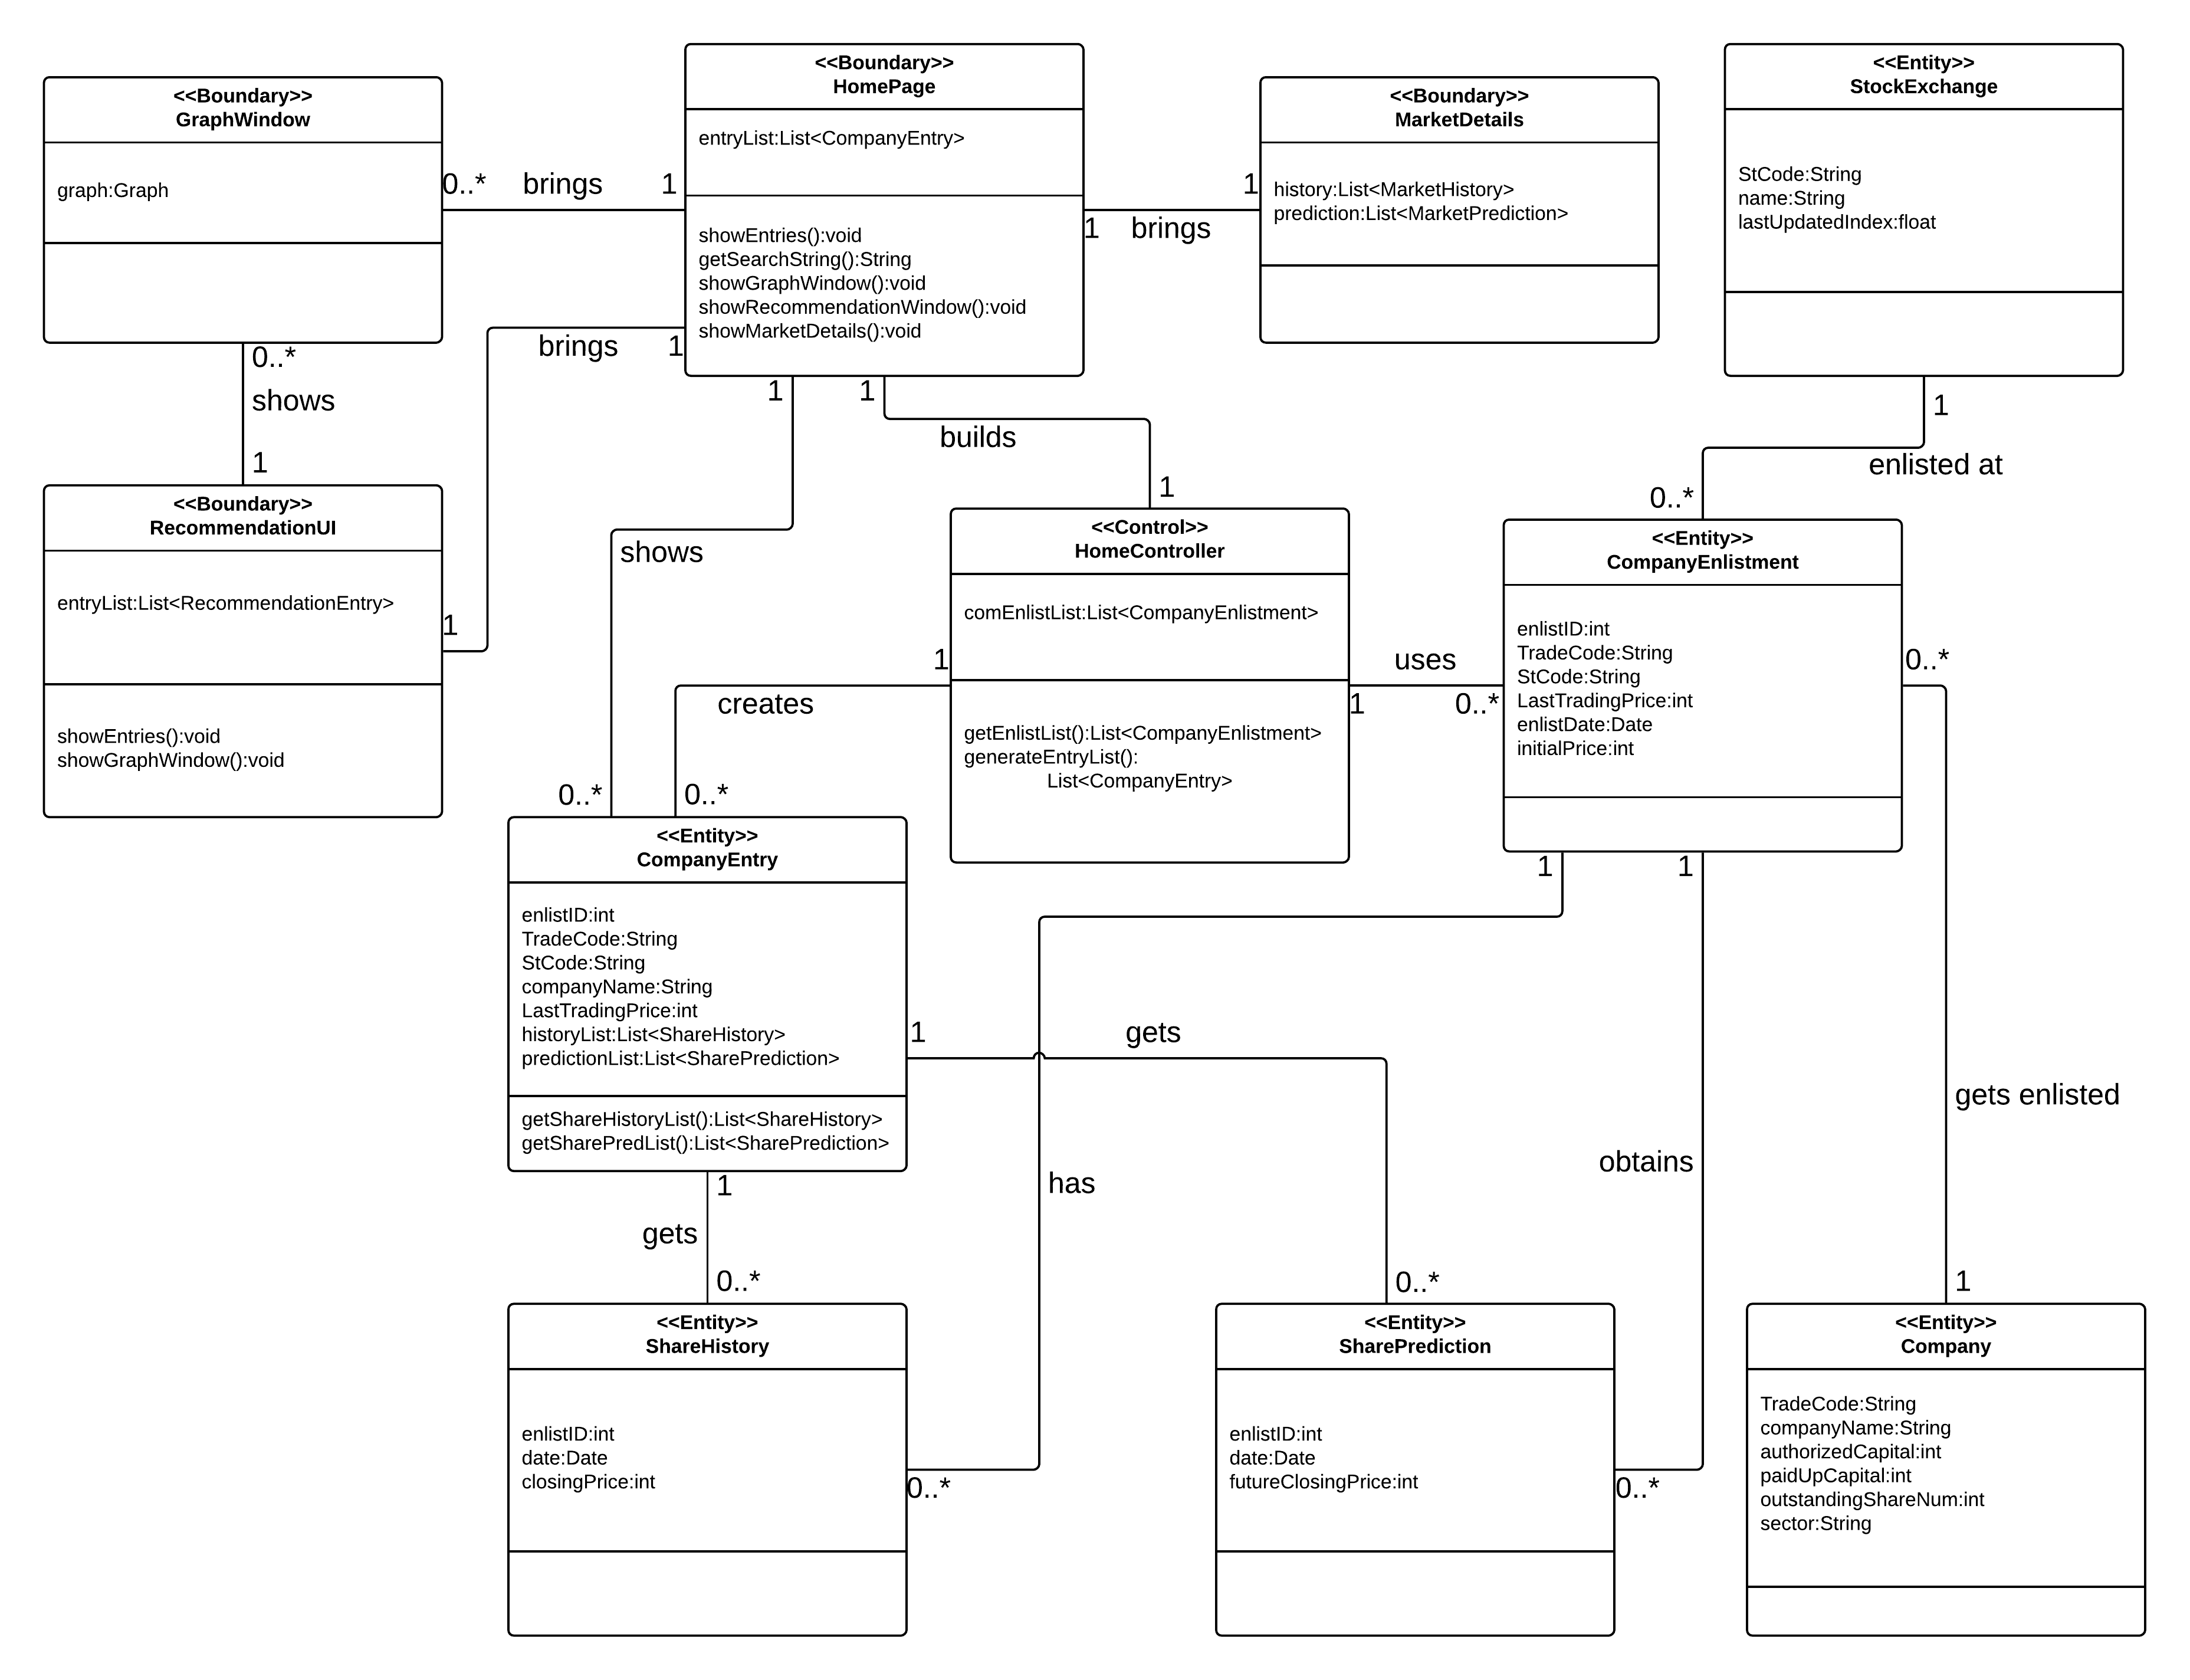 <<Boundary>>
GraphWindow
graph:Graph
0..*
brings
1
<<Boundary>>
HomePage
entryList:List<CompanyEntry>
showEntries():void
getSearchString():String
showGraphWindow():void
showRecommendationWindow():void
showMarketDetails():void
1
brings
1
<<Boundary>>
MarketDetails
history:List<MarketHistory>
prediction:List<MarketPrediction>
<<Entity>>
StockExchange
StCode:String
name:String
lastUpdatedIndex:float
0..*
shows
1
brings
1
1
1
1
shows
0..*
builds
1
1
enlisted at
0..*
<<Boundary>>
RecommendationUI
entryList:List<RecommendationEntry>
showEntries():void
showGraphWindow():void
<<Control>>
HomeController
comEnlistList:List<CompanyEnlistment>
getEnlistList():List<CompanyEnlistment>
generateEntryList():
List<CompanyEntry>
1
creates
0..*
uses
1
0..*
<<Entity>>
CompanyEnlistment
enlistID:int
TradeCode:String
StCode:String
LastTradingPrice:int
enlistDate:Date
initialPrice:int
0..*
1
1
<<Entity>>
CompanyEntry
enlistID:int
TradeCode:String
StCode:String
companyName:String
LastTradingPrice:int
historyList:List<ShareHistory>
predictionList:List<SharePrediction>
getShareHistoryList():List<ShareHistory>
getSharePredList():List<SharePrediction>
1
gets
gets enlisted
obtains
has
1
gets
0..*
0..*
1
<<Entity>>
ShareHistory
enlistID:int
date:Date
closingPrice:int
0..*
<<Entity>>
SharePrediction
enlistID:int
date:Date
futureClosingPrice:int
0..*
<<Entity>>
Company
TradeCode:String
companyName:String
authorizedCapital:int
paidUpCapital:int
outstandingShareNum:int
sector:String